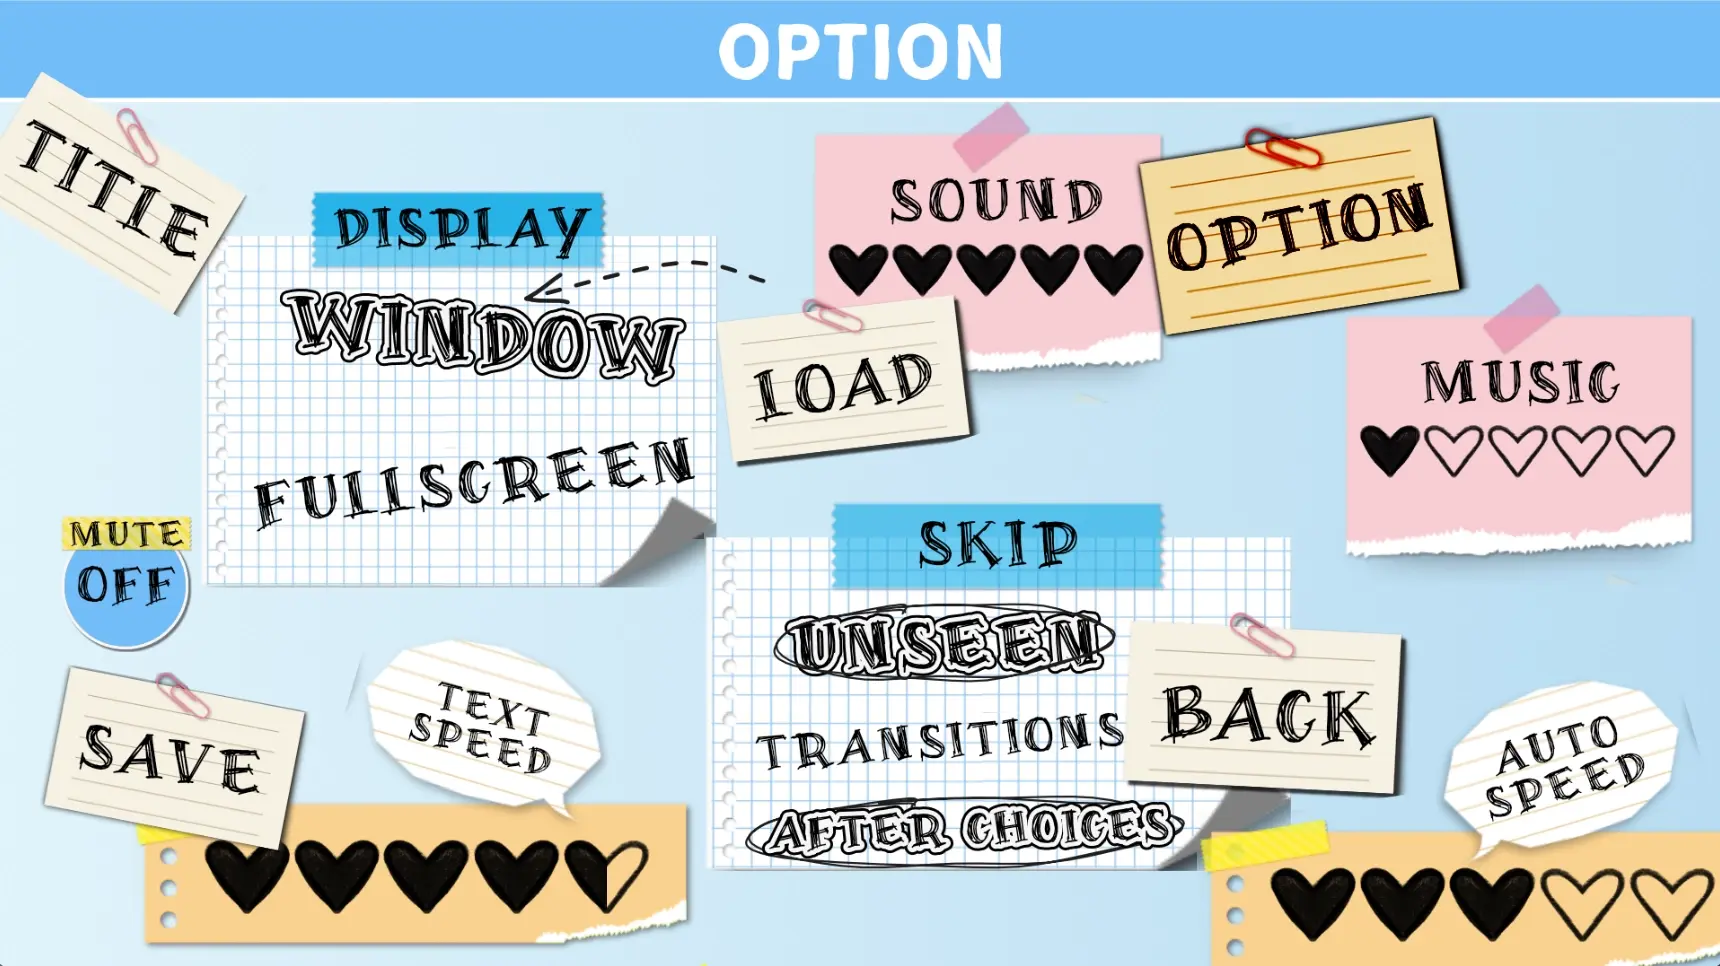 OPTION
TITLE
DISPLAY
WINDOW
FULLSCREEN
SOUND
OPTION
LOAD
MUSIC
MUTE
OFF
SKIP
UNSEEN
TRANSITIONS
AFTER CHOICES
BACK
SAVE
TEXT
SPEED
AUTO
SPEED